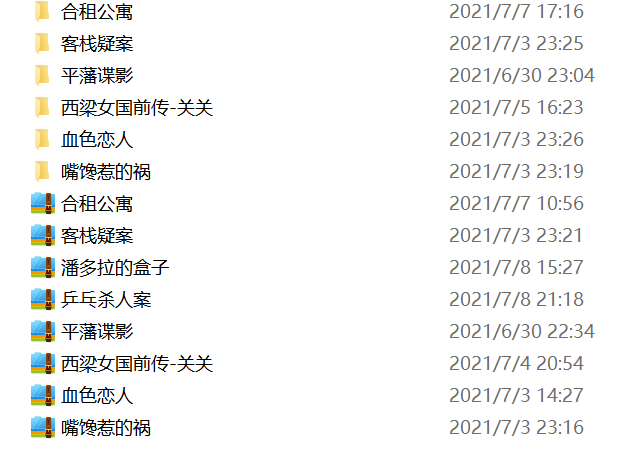 合租公寓 2021/7/7 17:16
客栈疑案 2021/7/3 23:25
平藩谍影 2021/6/30 23:04
西梁女国前传-关关 2021/7/5 16:23
血色恋人 2021/7/3 23:26
嘴馋惹的祸 2021/7/3 23:19
合租公寓 2021/7/7 10:56
客栈疑案 2021/7/3 23:21
潘多拉的盒子 2021/7/8 15:27
乒乓杀人案 2021/7/8 21:18
平藩谍影 2021/6/30 22:34
西梁女国前传-关关 2021/7/4 20:54
血色恋人 2021/7/3 14:27
嘴馋惹的祸 2021/7/3 23:16